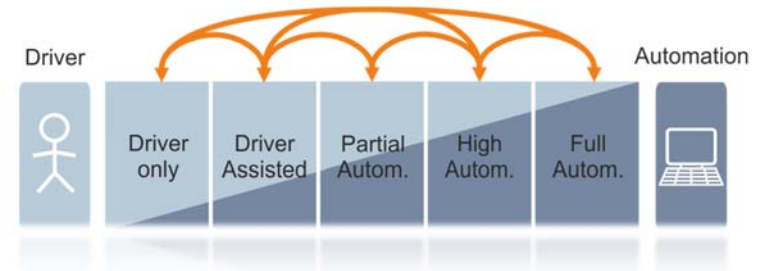 Driver
Automation
Driver
only
Driver
Assisted
Partial
Autom.
High
Autom.
Full
Autom.